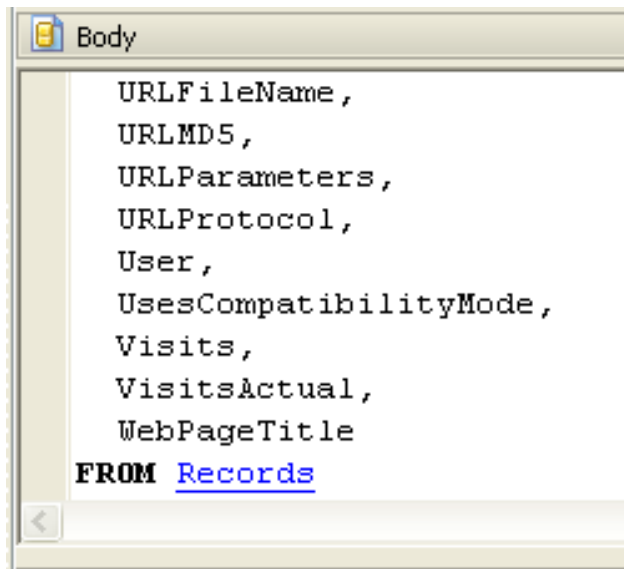 Body
URLFileName,
URLMD5,
URLParameters,
URLProtocol,
User,
UsesCompatibilityMode,
Visits,
VisitsActual,
WebPageTitle
FROM Records